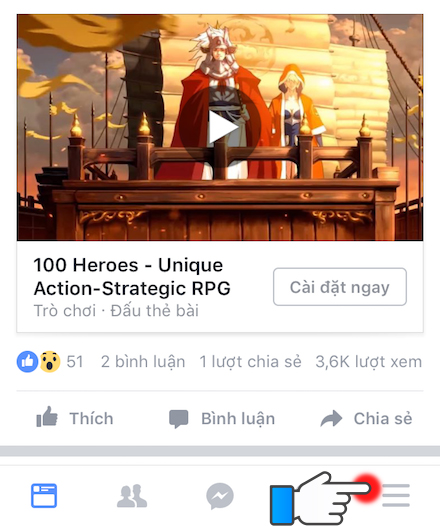 100 Heroes - Unique
Action-Strategic RPG
Trò chơi · Đấu thẻ bài
Cài đặt ngay
51 2 bình luận 1 lượt chia sẻ 3,6K lượt xem
Thích Bình luận Chia sẻ